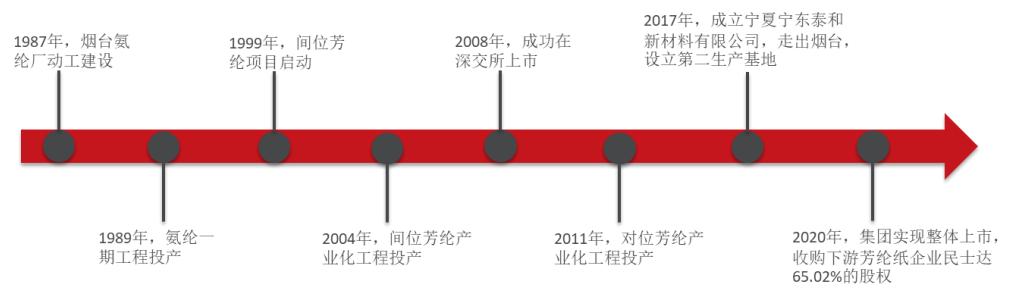 1987年，烟台氨
纶厂动工建设
1989年，氨纶一
期工程投产
1999年，间位芳
纶项目启动
2004年，间位芳纶产
业化工程投产
2008年，成功在
深交所上市
2011年，对位芳纶产
业化工程投产
2017年，成立宁夏宁东泰和
新材料有限公司，走出烟台，
设立第二生产基地
2020年，集团实现整体上市，
收购下游芳纶纸企业民士达
65.02%的股权